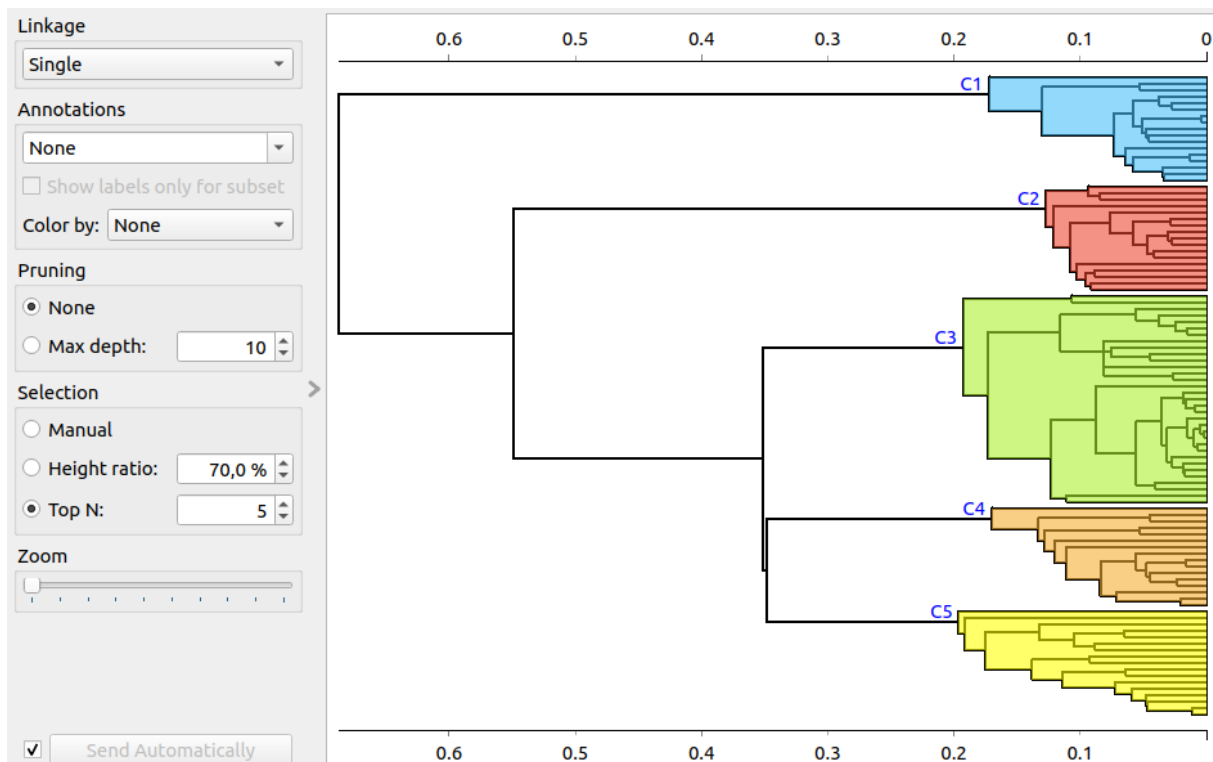 Linkage
Single
Annotations
None
Show labels only for subset
Color by: None
Pruning
None
Max depth: 10
Selection
Manual
Height ratio: 70,0 %
Top N: 5
Zoom
Send Automatically
0.6 0.5 0.4 0.3 0.2 0.1 0
C1
C2
C3
C4
C5
0.6 0.5 0.4 0.3 0.2 0.1